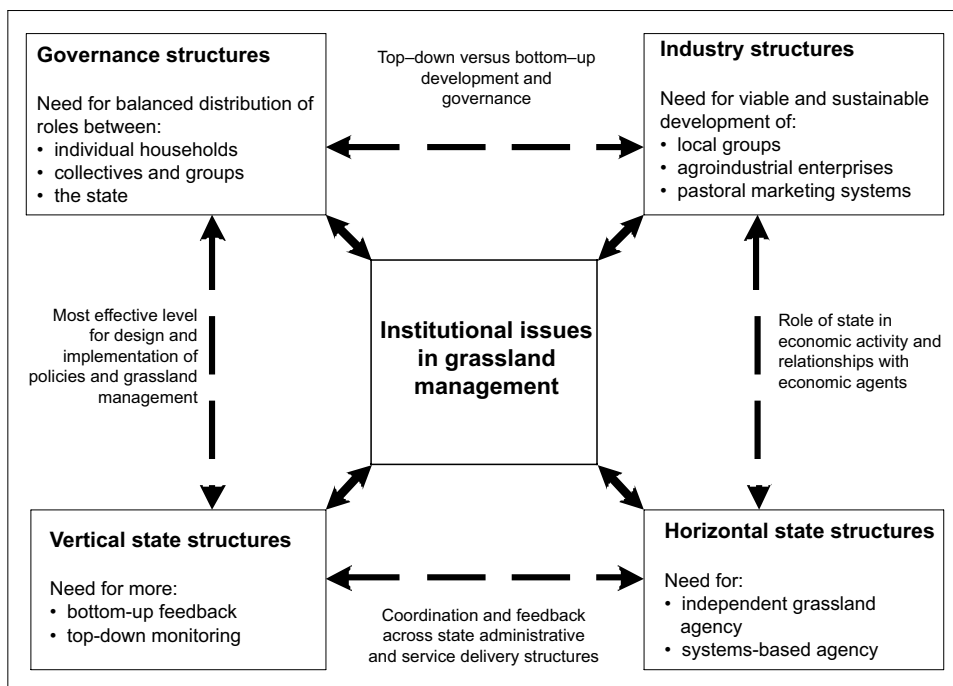 Governance structures
Need for balanced distribution of
roles between:
• individual households
• collectives and groups
• the state
Top–down versus bottom–up
development and
governance
Industry structures
Need for viable and sustainable
development of:
• local groups
• agroindustrial enterprises
• pastoral marketing systems
Most effective level
for design and
implementation of
policies and grassland
management
Institutional issues
in grassland
management
Role of state in
economic activity and
relationships with
economic agents
Vertical state structures
Need for more:
• bottom-up feedback
• top-down monitoring
Coordination and feedback
across state administrative
and service delivery structures
Horizontal state structures
Need for:
• independent grassland
agency
• systems-based agency